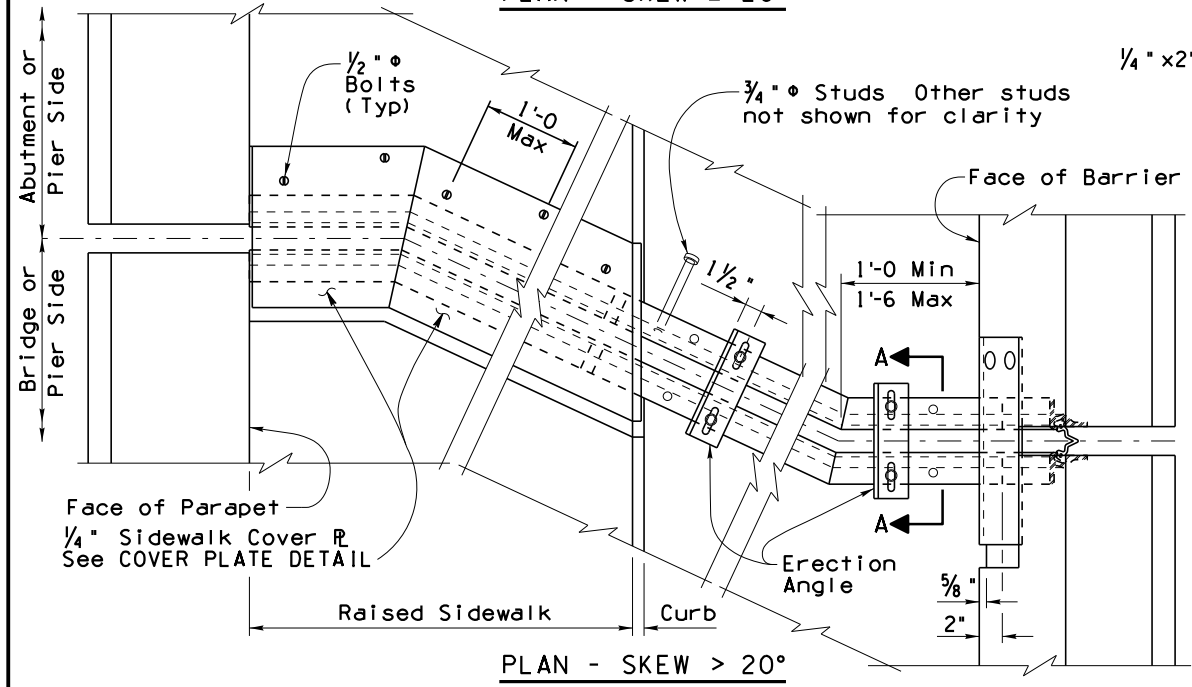 PLAN - SKEW ≤ 20°
Abutment or
Pier Side
Bridge or
Pier Side
1/2" Φ
Bolts
(Typ)
1'-0
Max
3/4" Φ Studs Other studs
not shown for clarity
1/4" x2"
Face of Barrier
1 1/2"
1'-0 Min
1'-6 Max
A
A
Face of Parapet
1/4" Sidewalk Cover PL
See COVER PLATE DETAIL
Erection
Angle
5/8"
2"
Raised Sidewalk
Curb
PLAN - SKEW > 20°